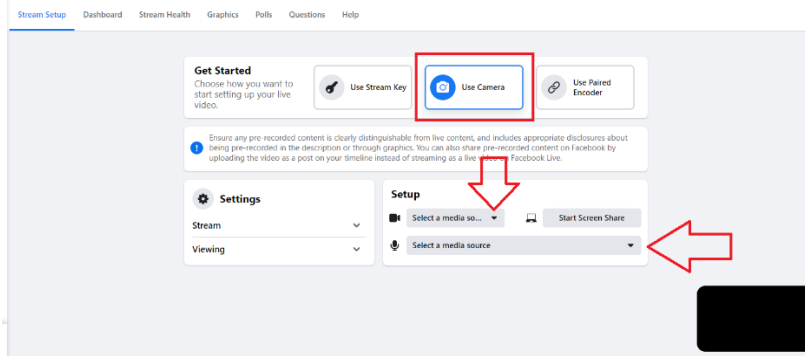 Stream Setup Dashboard Stream Health Graphics Polls Questions Help
Get Started
Choose how you want to
start setting up your live
video.
Use Stream Key
Use Camera
Use Paired
Encoder
Ensure any pre-recorded content is clearly distinguishable from live content, and includes appropriate disclosures about
being pre-recorded in the description or through graphics. You can also share pre-recorded content on Facebook by
uploading the video as a post on your timeline instead of streaming as a live video on Facebook Live.
Settings
Stream
Viewing
Setup
Select a media so... Start Screen Share
Select a media source